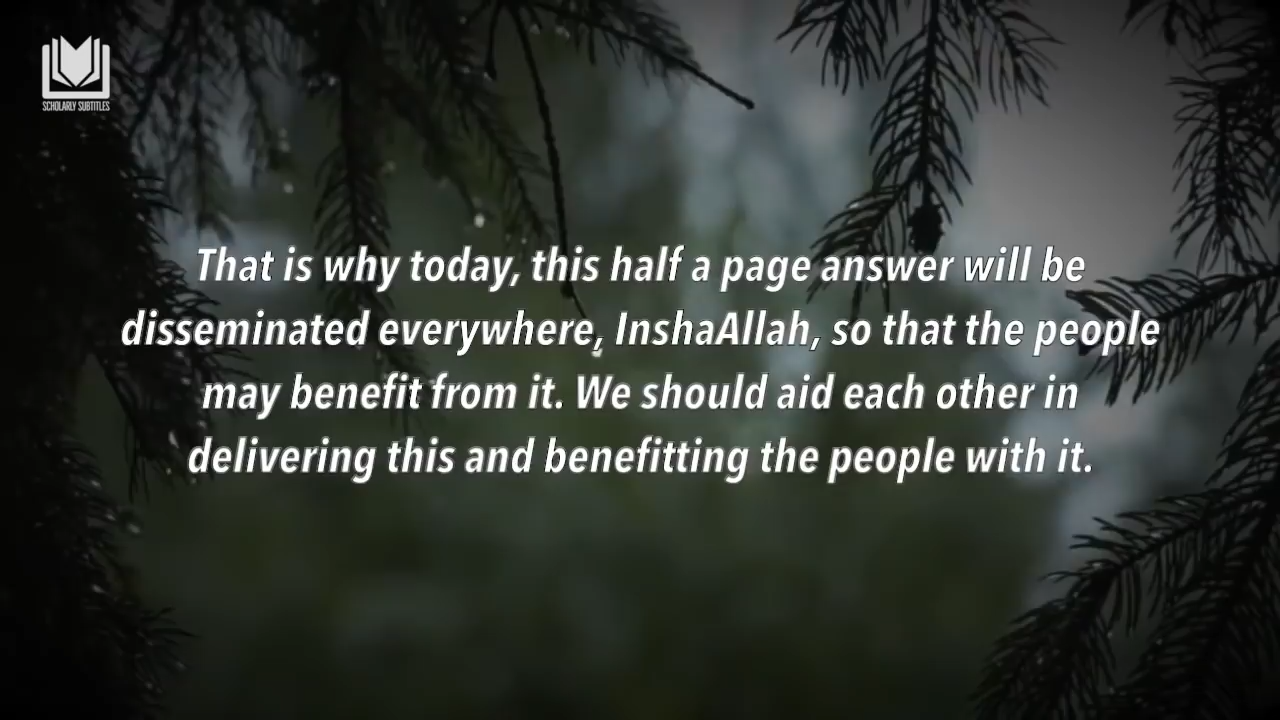 SCHOLARLY SUBTITLES
That is why today, this half a page answer will be
disseminated everywhere, InshaAllah, so that the people
may benefit from it. We should aid each other in
delivering this and benefitting the people with it.